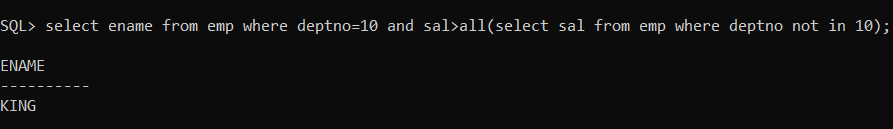 SQL> select ename from emp where deptno=10 and sal>all(select sal from emp where deptno not in 10);
ENAME
----------
KING